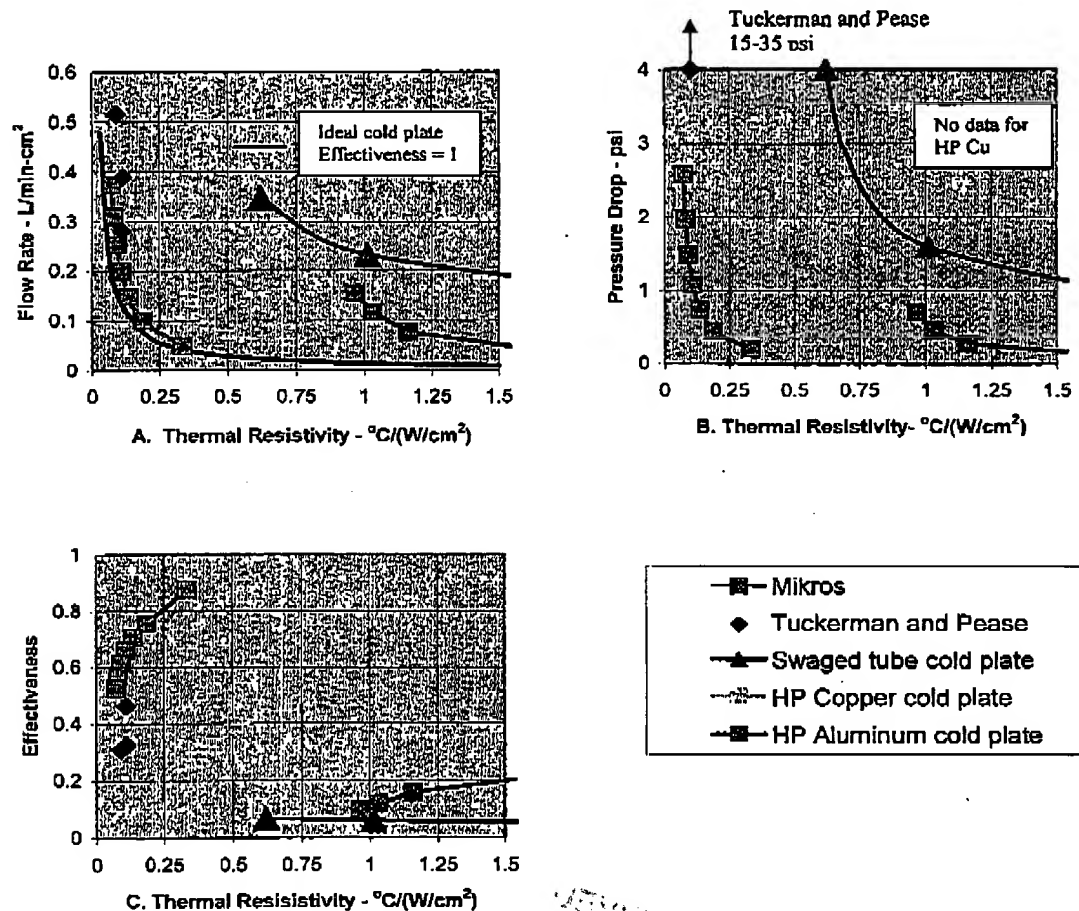 Tuckerman and Pease
15-35 psi
0.6
0.5
0.4
0.3
0.2
0.1
0
Flow Rate - L/min-cm²
Ideal cold plate
Effectiveness = 1
0 0.25 0.5 0.75 1 1.25 1.5
A. Thermal Resistivity - °C/(W/cm²)
4
3
2
1
0
Pressure Drop - psi
No data for
HP Cu
0 0.25 0.5 0.75 1 1.25 1.5
B. Thermal Resistivity- °C/(W/cm²)
1
0.8
0.6
0.4
0.2
0
Effectiveness
0 0.25 0.5 0.75 1 1.25 1.5
C. Thermal Resisistivity - °C/(W/cm²)
Mikros
Tuckerman and Pease
Swaged tube cold plate
HP Copper cold plate
HP Aluminum cold plate